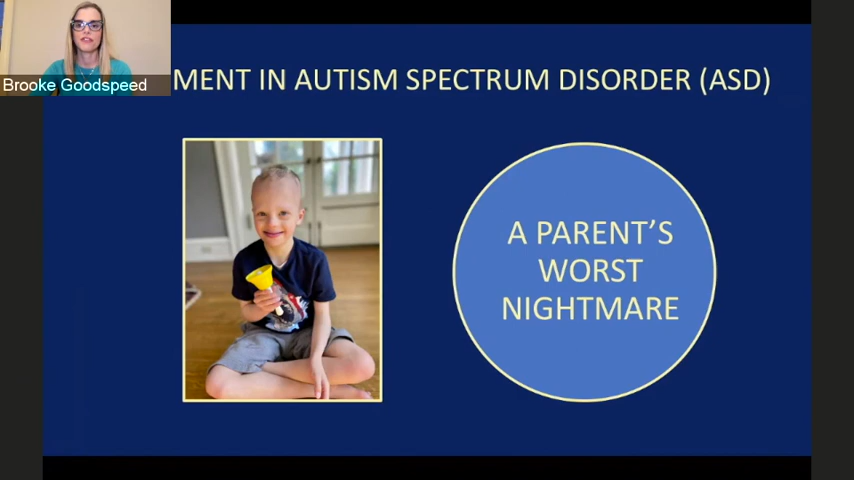 Brooke Goodspeed
MENT IN AUTISM SPECTRUM DISORDER (ASD)
A PARENT'S
WORST
NIGHTMARE